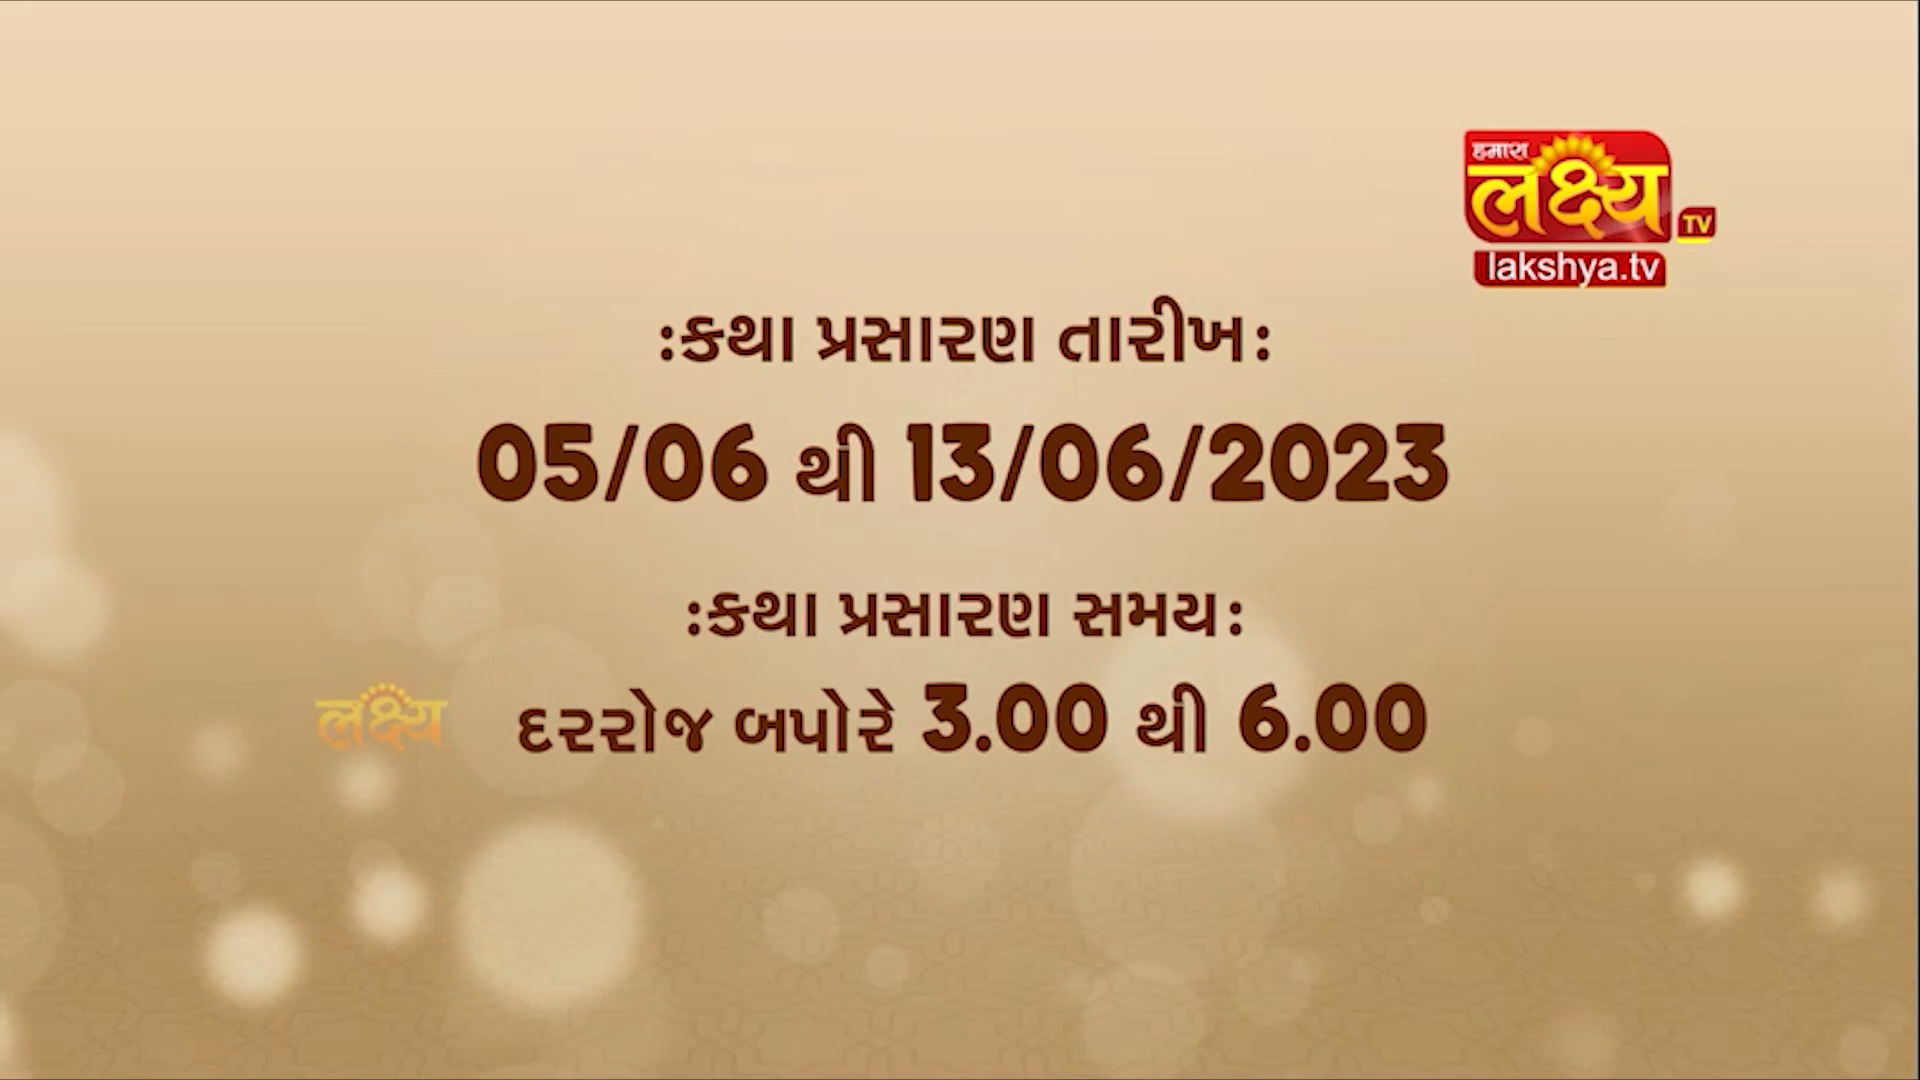 हमारा
લક્ષ્ય
TV
lakshya.tv
:કથા પ્રસારણ તારીખ:
05/06 થી 13/06/2023
:કથા પ્રસારણ સમય:
લક્ષ્ય
દરરોજ બપોરે 3.00 થી 6.00